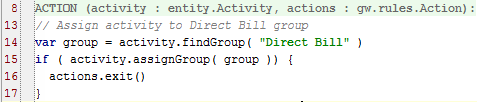 8 ACTION (activity : entity.Activity, actions : gw.rules.Action):
13 // Assign activity to Direct Bill group
14 var group = activity.findGroup( "Direct Bill" )
15 if ( activity.assignGroup( group )) {
16 actions.exit()
17 }